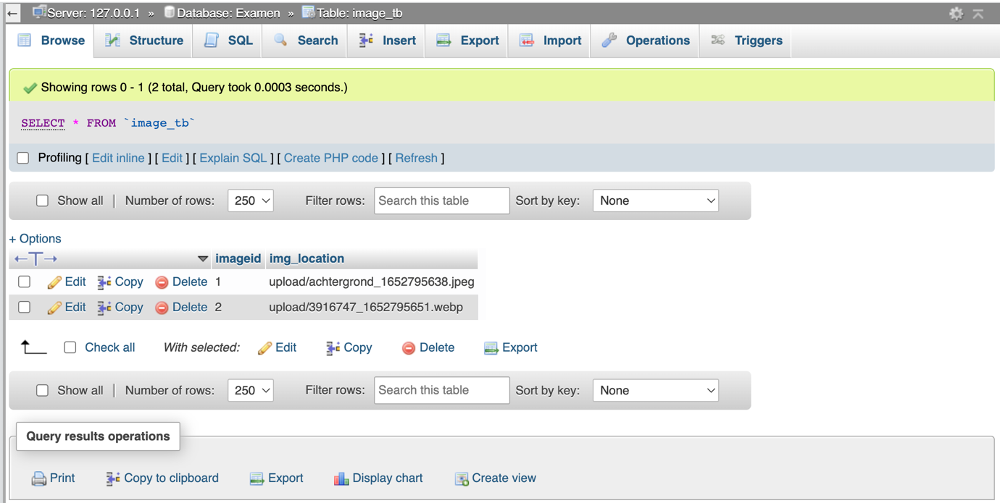 Server: 127.0.0.1 » Database: Examen » Table: image_tb
Browse Structure SQL Search Insert Export Import Operations Triggers
Showing rows 0 - 1 (2 total, Query took 0.0003 seconds.)
SELECT * FROM `image_tb`
Profiling [ Edit inline ] [ Edit ] [ Explain SQL ] [ Create PHP code ] [ Refresh ]
Show all | Number of rows: 250 Filter rows: Search this table Sort by key: None
+ Options
←T→ imageid img_location
Edit Copy Delete 1 upload/achtergrond_1652795638.jpeg
Edit Copy Delete 2 upload/3916747_1652795651.webp
Check all With selected: Edit Copy Delete Export
Show all | Number of rows: 250 Filter rows: Search this table Sort by key: None
Query results operations
Print Copy to clipboard Export Display chart Create view